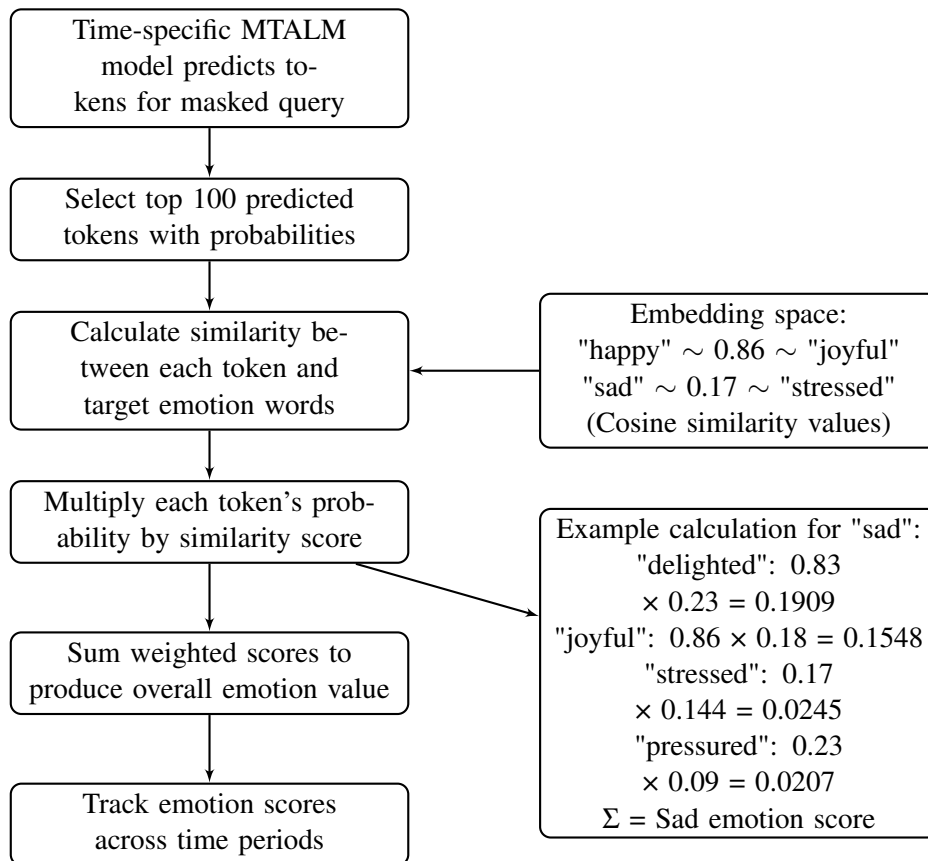 Time-specific MTALM
model predicts to-
kens for masked query
Select top 100 predicted
tokens with probabilities
Calculate similarity be-
tween each token and
target emotion words
Embedding space:
"happy" ∼ 0.86 ∼ "joyful"
"sad" ∼ 0.17 ∼ "stressed"
(Cosine similarity values)
Multiply each token's prob-
ability by similarity score
Example calculation for "sad":
"delighted": 0.83
× 0.23 = 0.1909
"joyful": 0.86 × 0.18 = 0.1548
"stressed": 0.17
× 0.144 = 0.0245
"pressured": 0.23
× 0.09 = 0.0207
Σ = Sad emotion score
Sum weighted scores to
produce overall emotion value
Track emotion scores
across time periods